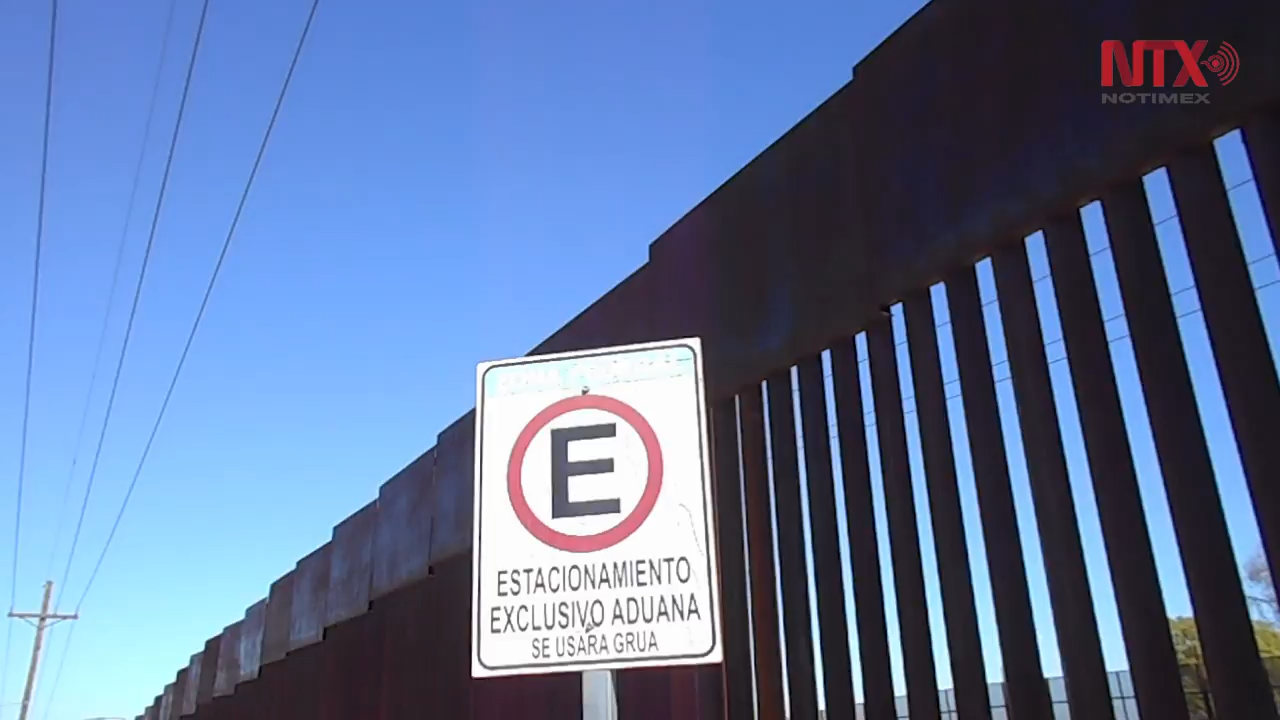 NTX
NOTIMEX
E
ESTACIONAMIENTO
EXCLUSIVO ADUANA
SE USARA GRUA